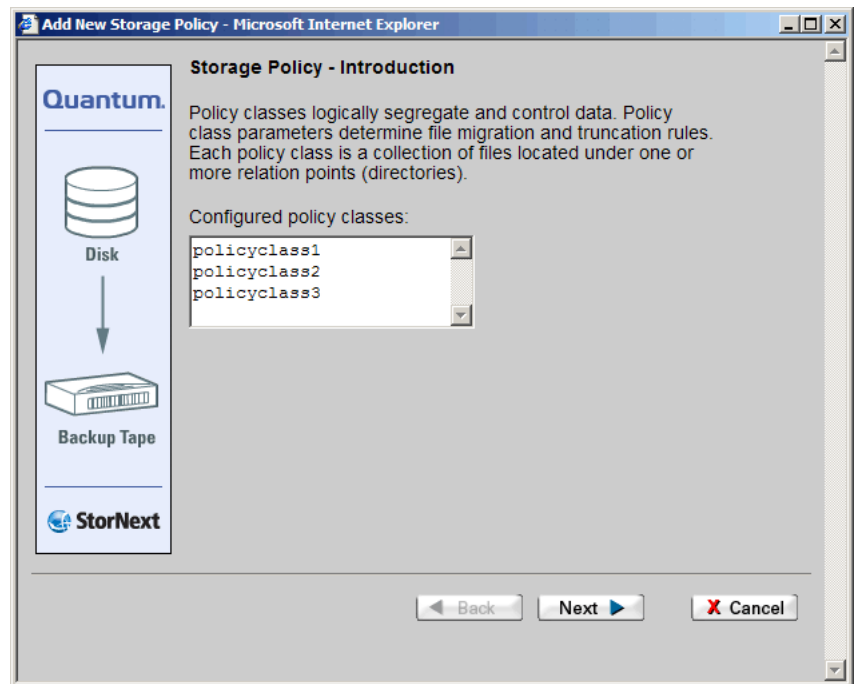 Add New Storage Policy - Microsoft Internet Explorer
Quantum.
Disk
Backup Tape
StorNext
Storage Policy - Introduction
Policy classes logically segregate and control data. Policy
class parameters determine file migration and truncation rules.
Each policy class is a collection of files located under one or
more relation points (directories).
Configured policy classes:
policyclass1
policyclass2
policyclass3
Back
Next
X Cancel